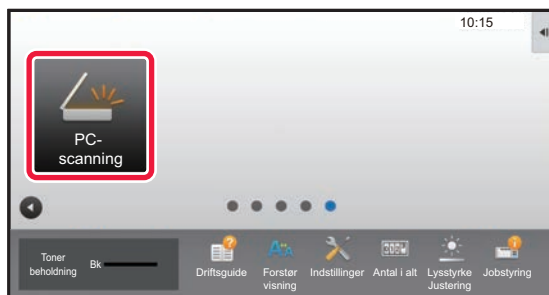 10:15
PC-
scanning
Toner
beholdning
Bk
Driftsguide
Forstør
visning
Indstillinger
Antal i alt
Lysstyrke
Justering
Jobstyring